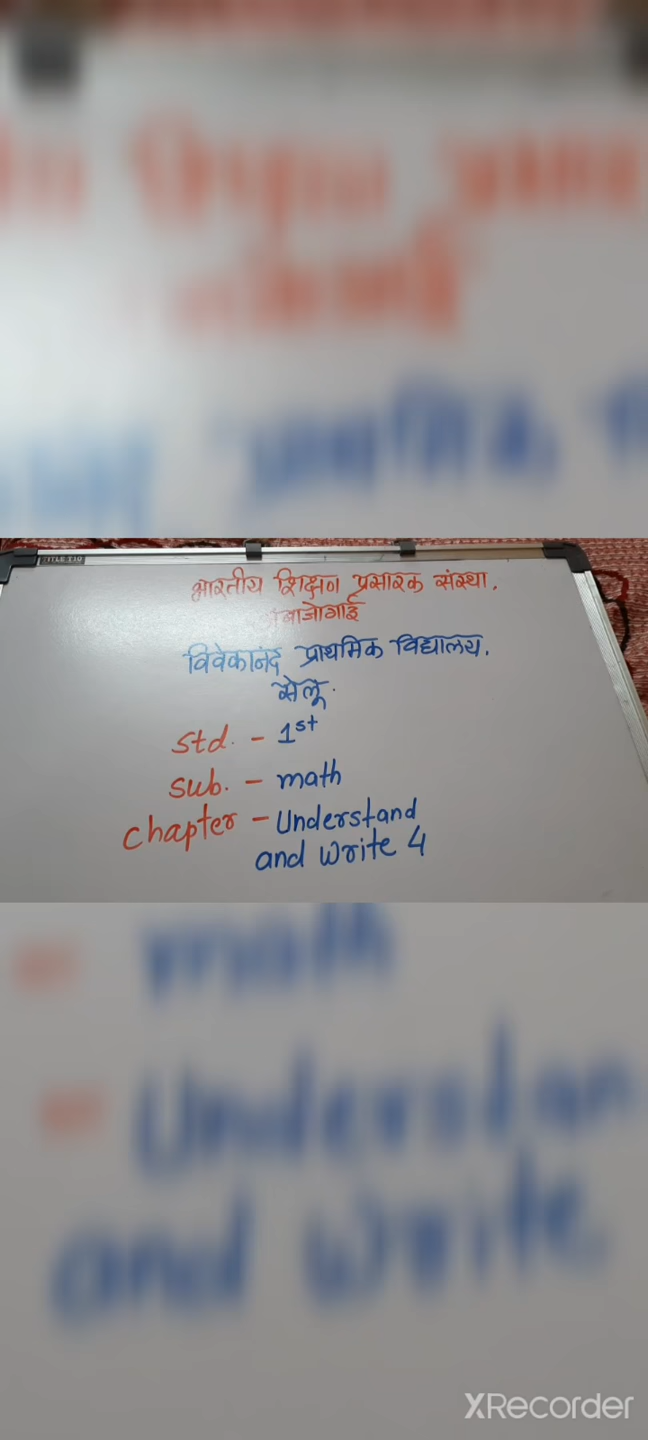 भारतीय शिक्षण प्रसारक संस्था.
विवेकानंद प्राथमिक विद्यालय.
सेलू.
std. - 1st
sub. - math
chapter - Understand
and write 4
XRecorder